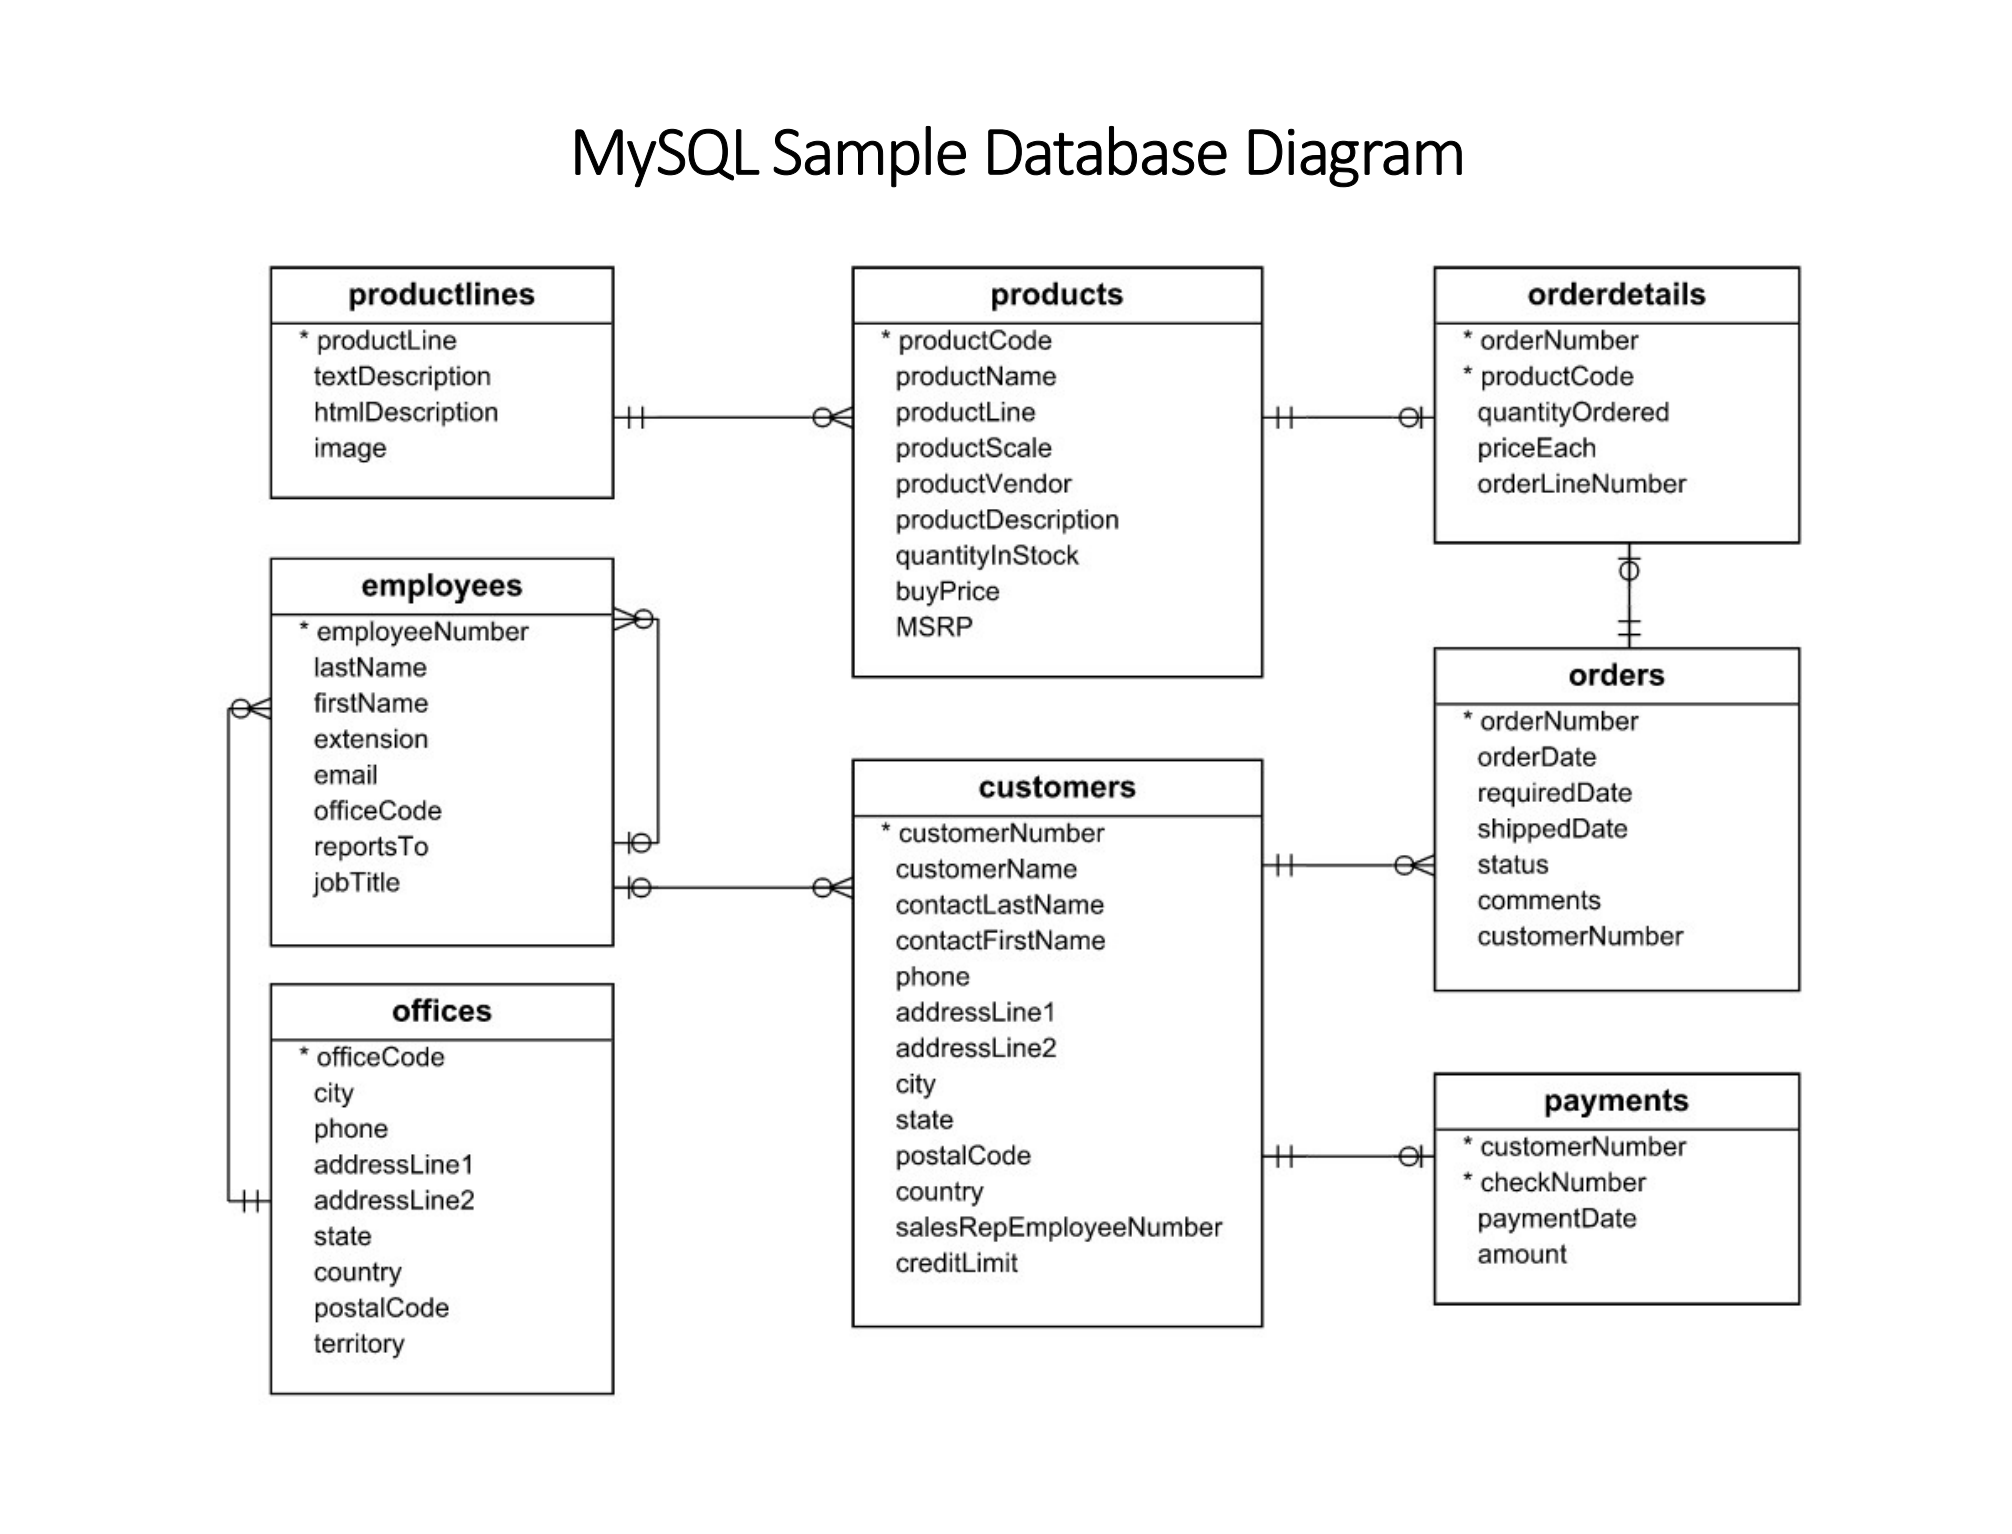 MySQL Sample Database Diagram
productlines
* productLine
textDescription
htmlDescription
image
products
* productCode
productName
productLine
productScale
productVendor
productDescription
quantityInStock
buyPrice
MSRP
orderdetails
* orderNumber
* productCode
quantityOrdered
priceEach
orderLineNumber
employees
* employeeNumber
lastName
firstName
extension
email
officeCode
reportsTo
jobTitle
customers
* customerNumber
customerName
contactLastName
contactFirstName
phone
addressLine1
addressLine2
city
state
postalCode
country
salesRepEmployeeNumber
creditLimit
orders
* orderNumber
orderDate
requiredDate
shippedDate
status
comments
customerNumber
offices
* officeCode
city
phone
addressLine1
addressLine2
state
country
postalCode
territory
payments
* customerNumber
* checkNumber
paymentDate
amount